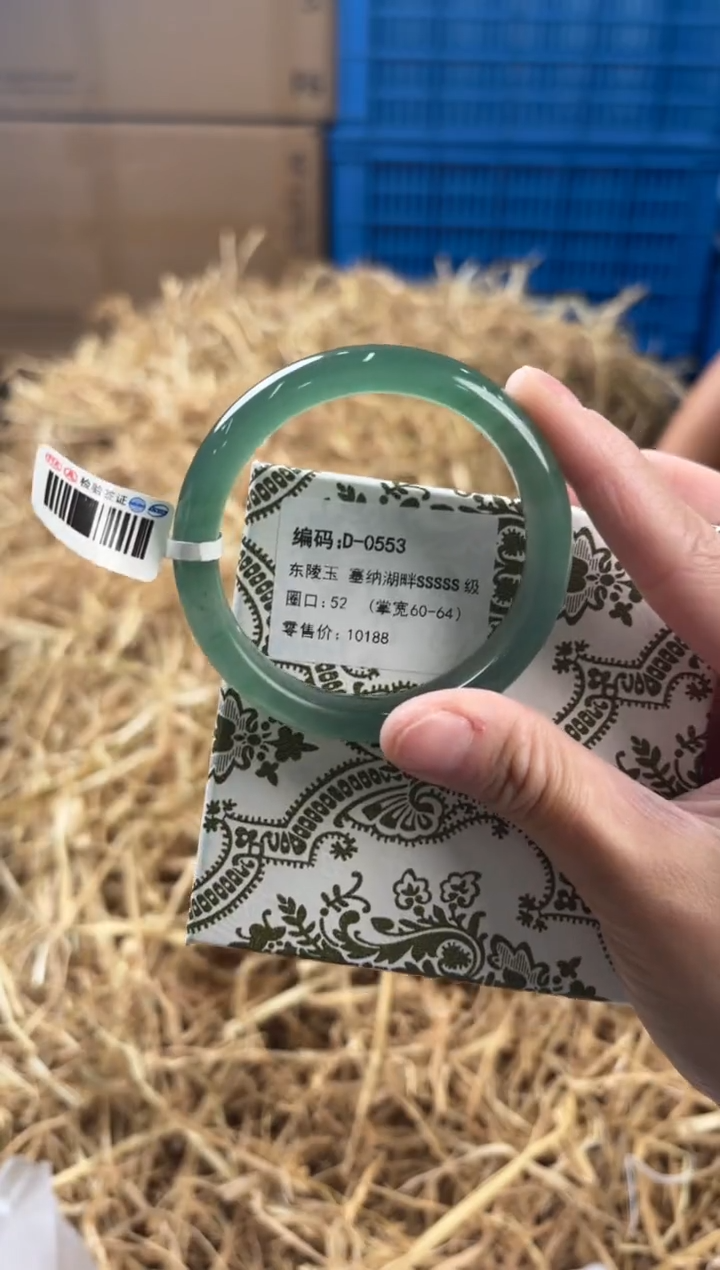 检验签证
编码:D-0553
东陵玉 塞纳湖畔SSSSS 级
圈口:52 (掌宽60-64)
零售价:10188